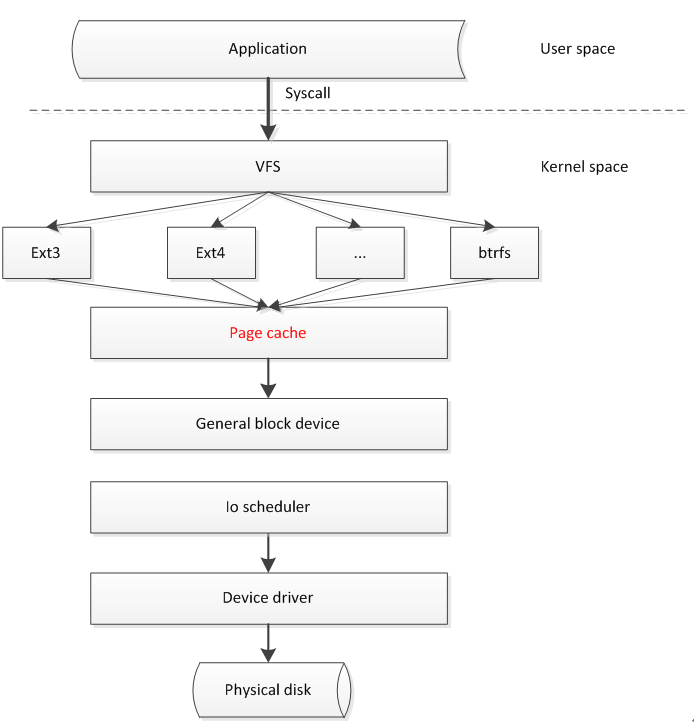 Application
User space
Syscall
VFS
Kernel space
Ext3
Ext4
...
btrfs
Page cache
General block device
Io scheduler
Device driver
Physical disk